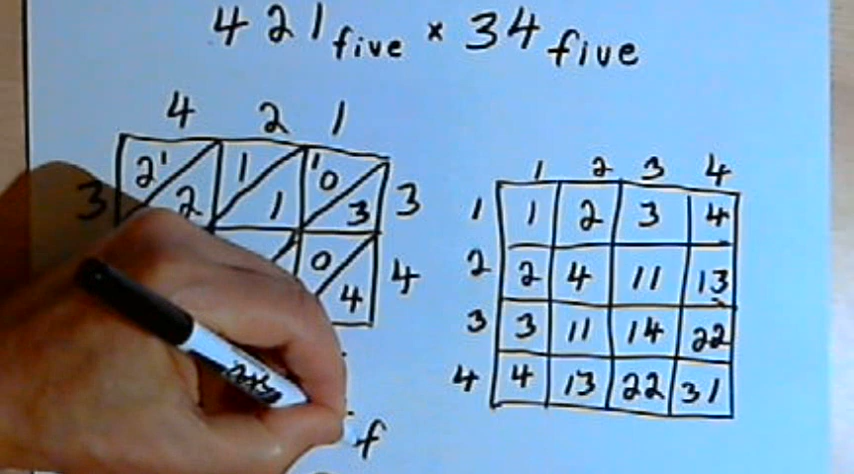 421five × 34five
4 2 1
3 2 1 2 1 1 1 0 3 3
0 4 4
f
1 2 3 4
1 1 2 3 4
2 2 4 11 13
3 3 11 14 22
4 4 13 22 31